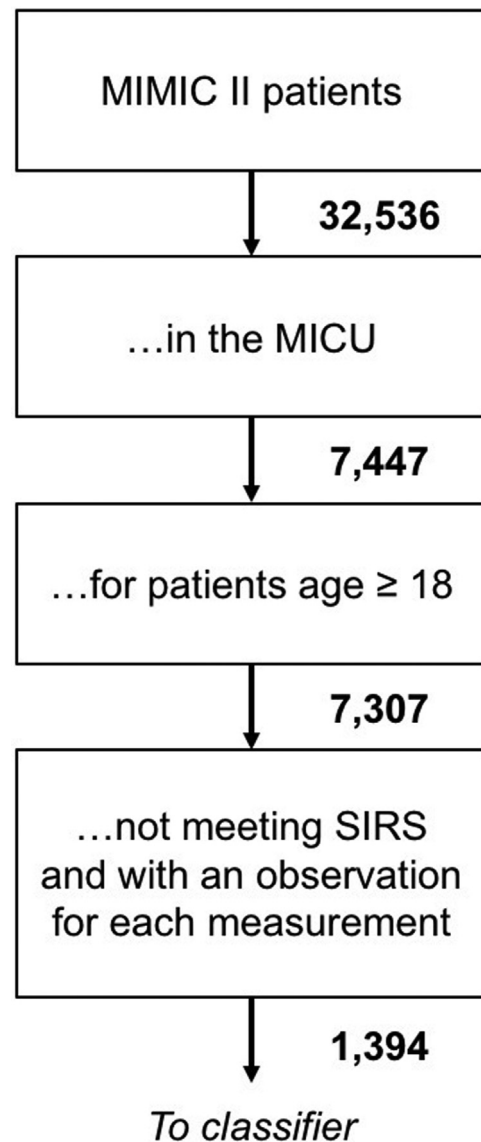 MIMIC II patients
32,536
…in the MICU
7,447
…for patients age ≥ 18
7,307
…not meeting SIRS
and with an observation
for each measurement
1,394
To classifier